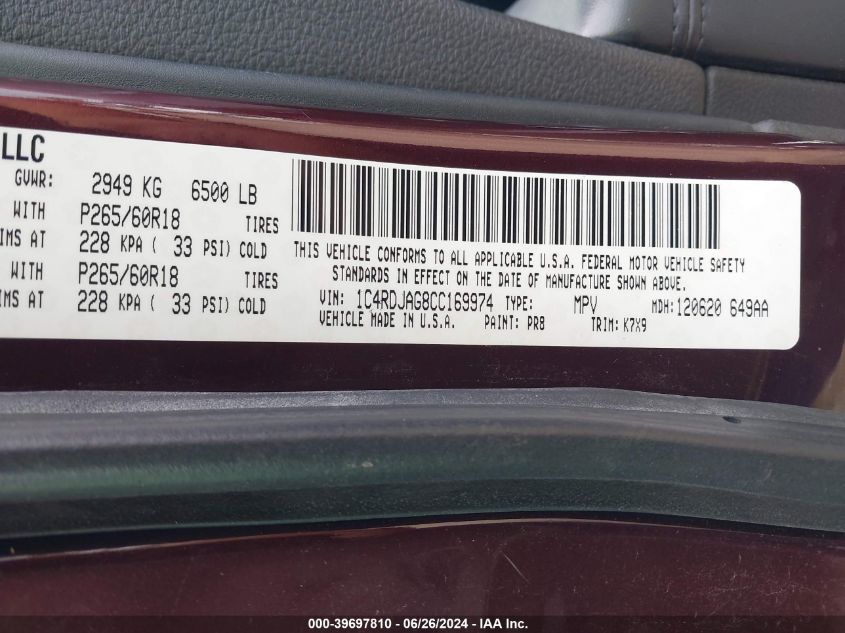 LLC
GVWR: 2949 KG 6500 LB
WITH P265/60R18 TIRES
IMS AT 228 KPA ( 33 PSI) COLD
WITH P265/60R18 TIRES
IMS AT 228 KPA ( 33 PSI) COLD
THIS VEHICLE CONFORMS TO ALL APPLICABLE U.S.A. FEDERAL MOTOR VEHICLE SAFETY
STANDARDS IN EFFECT ON THE DATE OF MANUFACTURE SHOWN ABOVE.
VIN: 1C4RDJAG8CC169974 TYPE: MPV MDH: 120620 649AA
VEHICLE MADE IN U.S.A. PAINT: PR8 TRIM: K7X9
000-39697810 / 06/26/2024 - IAA Inc.